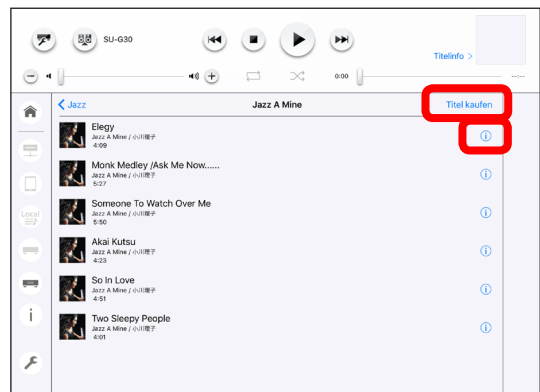 SU-G30
Titelinfo >
0:00
--:--
Jazz
Jazz A Mine
Titel kaufen
Elegy
Jazz A Mine / 小川理子
4:09
Monk Medley /Ask Me Now......
Jazz A Mine / 小川理子
5:27
Someone To Watch Over Me
Jazz A Mine / 小川理子
5:50
Akai Kutsu
Jazz A Mine / 小川理子
4:23
So In Love
Jazz A Mine / 小川理子
4:51
Two Sleepy People
Jazz A Mine / 小川理子
4:01
Local